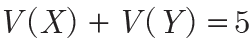 V(X) + V(Y) = 5